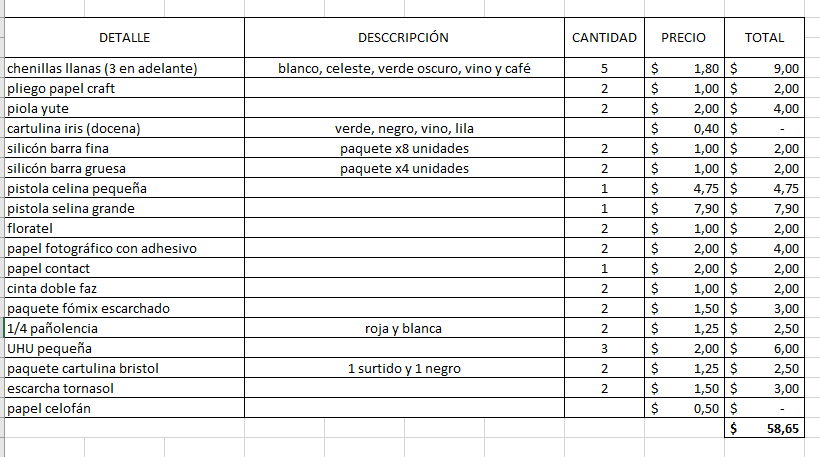 DETALLE DESCCRIPCIÓN CANTIDAD PRECIO TOTAL
chenillas llanas (3 en adelante) blanco, celeste, verde oscuro, vino y café 5 $ 1,80 $ 9,00
pliego papel craft 2 $ 1,00 $ 2,00
piola yute 2 $ 2,00 $ 4,00
cartulina iris (docena) verde, negro, vino, lila $ 0,40 $ -
silicón barra fina paquete x8 unidades 2 $ 1,00 $ 2,00
silicón barra gruesa paquete x4 unidades 2 $ 1,00 $ 2,00
pistola celina pequeña 1 $ 4,75 $ 4,75
pistola selina grande 1 $ 7,90 $ 7,90
floratel 2 $ 1,00 $ 2,00
papel fotográfico con adhesivo 2 $ 2,00 $ 4,00
papel contact 1 $ 2,00 $ 2,00
cinta doble faz 2 $ 1,00 $ 2,00
paquete fómix escarchado 2 $ 1,50 $ 3,00
1/4 pañolencia roja y blanca 2 $ 1,25 $ 2,50
UHU pequeña 3 $ 2,00 $ 6,00
paquete cartulina bristol 1 surtido y 1 negro 2 $ 1,25 $ 2,50
escarcha tornasol 2 $ 1,50 $ 3,00
papel celofán $ 0,50 $ -
$ 58,65